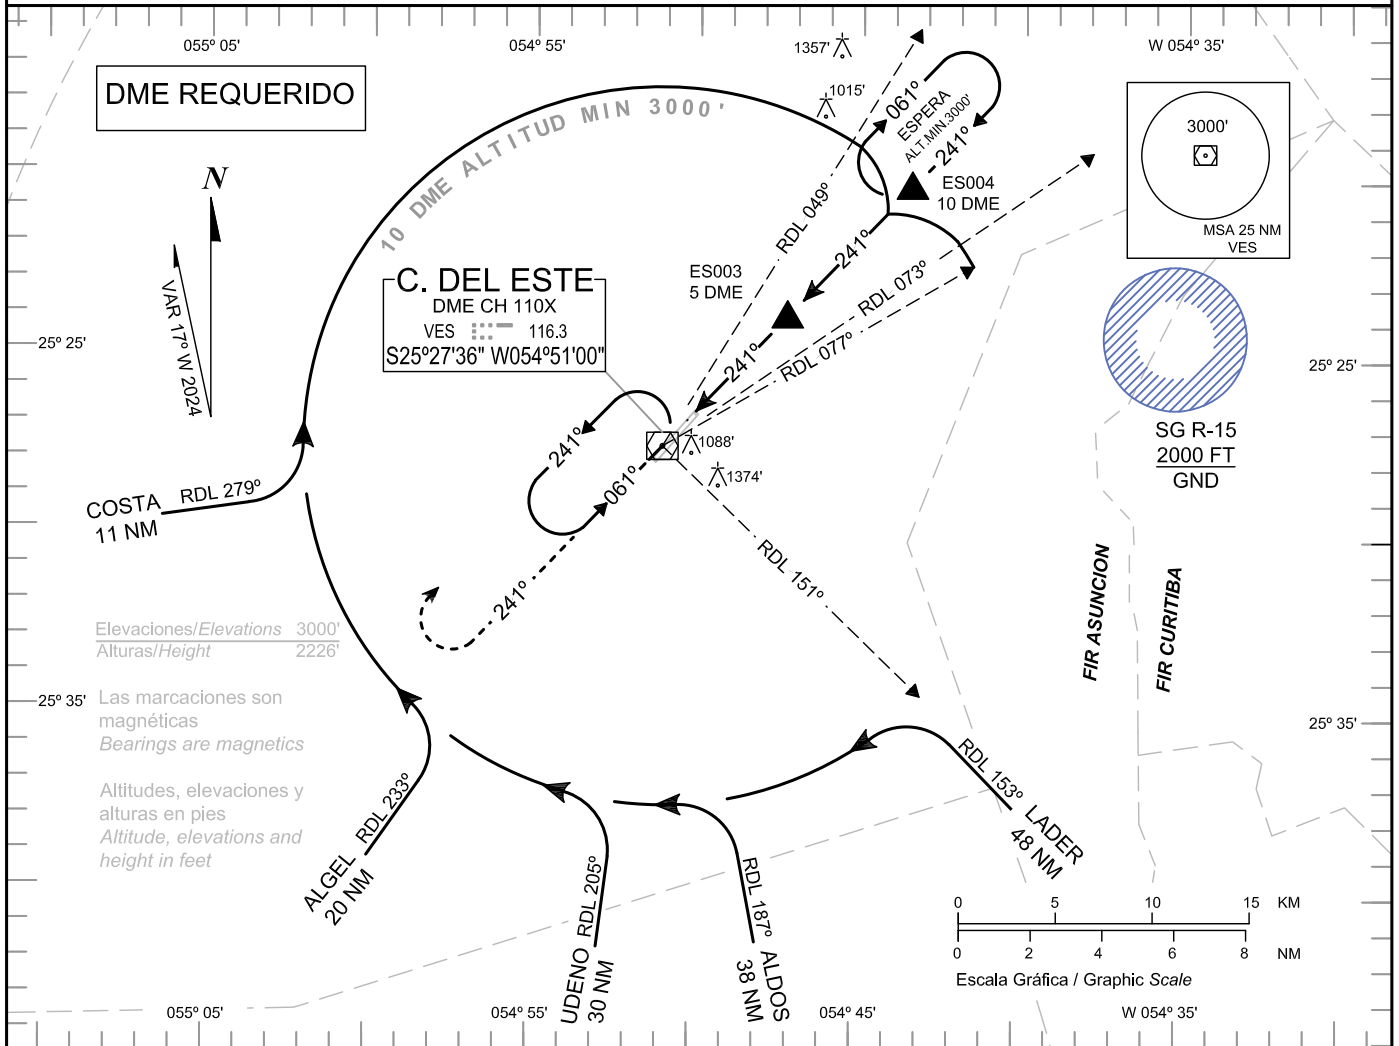 055º 05'
054º 55'
W 054º 35'
DME REQUERIDO
1357'
1015'
10 DME ALTITUD MIN 3000'
061º
ESPERA
ALT.MIN.3000'
241º
ES004
10 DME
3000'
MSA 25 NM
VES
N
VAR 17º W 2024
RDL 049º
241º
RDL 073º
RDL 077º
ES003
5 DME
241º
C. DEL ESTE
DME CH 110X
VES 116.3
S25º27'36" W054º51'00"
25º 25'
25º 25'
SG R-15
2000 FT
GND
241º
061º
1088'
1374'
COSTA
11 NM
RDL 279º
RDL 151º
241º
FIR ASUNCION
FIR CURITIBA
Elevaciones/Elevations 3000'
Alturas/Height 2226'
25º 35'
25º 35'
Las marcaciones son
magnéticas
Bearings are magnetics
Altitudes, elevaciones y
alturas en pies
Altitude, elevations and
height in feet
RDL 233º
ALGEL
20 NM
RDL 205º
UDENO
30 NM
RDL 187º
ALDOS
38 NM
RDL 153º
LADER
48 NM
0 5 10 15 KM
0 2 4 6 8 NM
Escala Gráfica / Graphic Scale
055º 05'
054º 55'
054º 45'
W 054º 35'